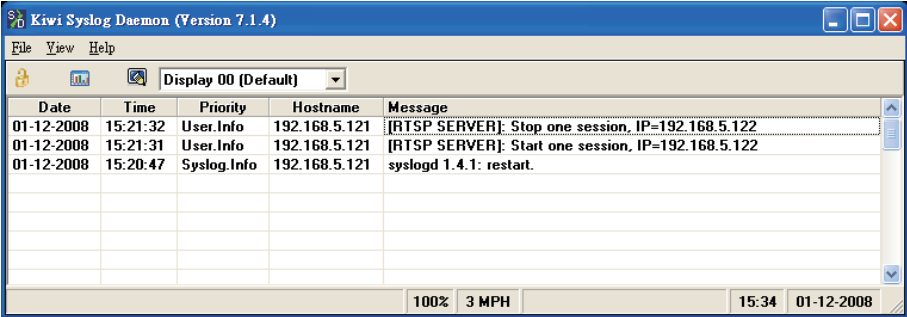 Kiwi Syslog Daemon (Version 7.1.4)
File View Help
Display 00 (Default)
Date Time Priority Hostname Message
01-12-2008 15:21:32 User.Info 192.168.5.121 [RTSP SERVER]: Stop one session, IP=192.168.5.122
01-12-2008 15:21:31 User.Info 192.168.5.121 [RTSP SERVER]: Start one session, IP=192.168.5.122
01-12-2008 15:20:47 Syslog.Info 192.168.5.121 syslogd 1.4.1: restart.
100% 3 MPH 15:34 01-12-2008